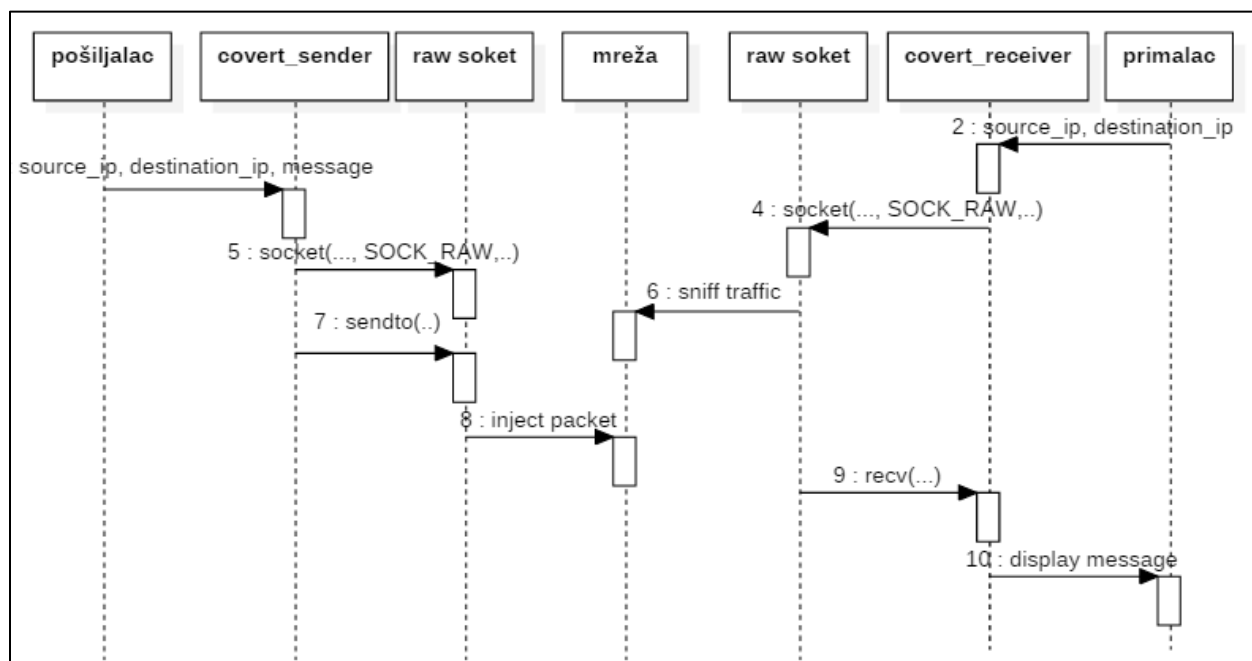 pošiljalac
covert_sender
raw soket
mreža
raw soket
covert_receiver
primalac
2 : source_ip, destination_ip
source_ip, destination_ip, message
4 : socket(..., SOCK_RAW,..)
5 : socket(..., SOCK_RAW,..)
6 : sniff traffic
7 : sendto(..)
8 : inject packet
9 : recv(...)
10 : display message